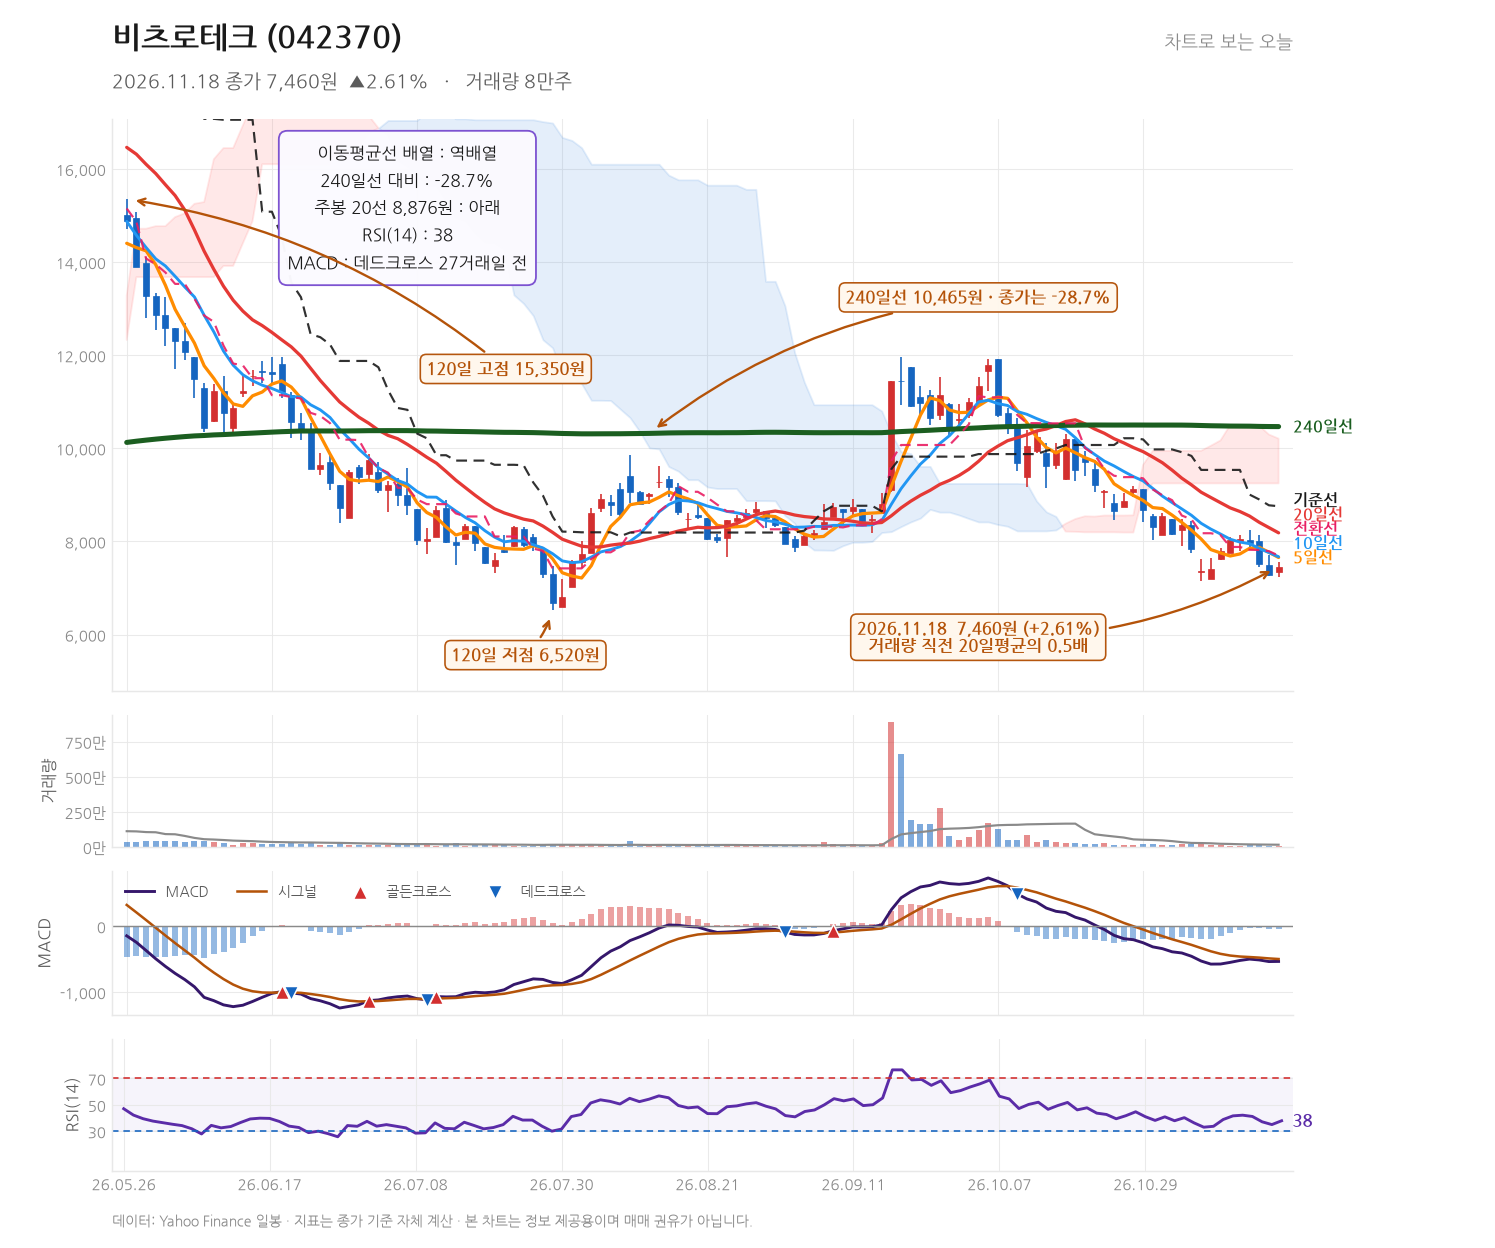 비츠로테크 (042370)
차트로 보는 오늘
2026.11.18 종가 7,460원 ▲2.61% · 거래량 8만주
이동평균선 배열 : 역배열
240일선 대비 : -28.7%
주봉 20선 8,876원 : 아래
RSI(14) : 38
MACD : 데드크로스 27거래일 전
16,000
14,000
12,000
10,000
8,000
6,000
240일선 10,465원 · 종가는 -28.7%
120일 고점 15,350원
120일 저점 6,520원
2026.11.18 7,460원 (+2.61%)
거래량 직전 20일평균의 0.5배
240일선
기준선
20일선
전환선
10일선
5일선
거래량
750만
500만
250만
0만
MACD
MACD
시그널
골든크로스
데드크로스
0
-1,000
RSI(14)
70
50
30
38
26.05.26
26.06.17
26.07.08
26.07.30
26.08.21
26.09.11
26.10.07
26.10.29
데이터: Yahoo Finance 일봉 · 지표는 종가 기준 자체 계산 · 본 차트는 정보 제공용이며 매매 권유가 아닙니다.